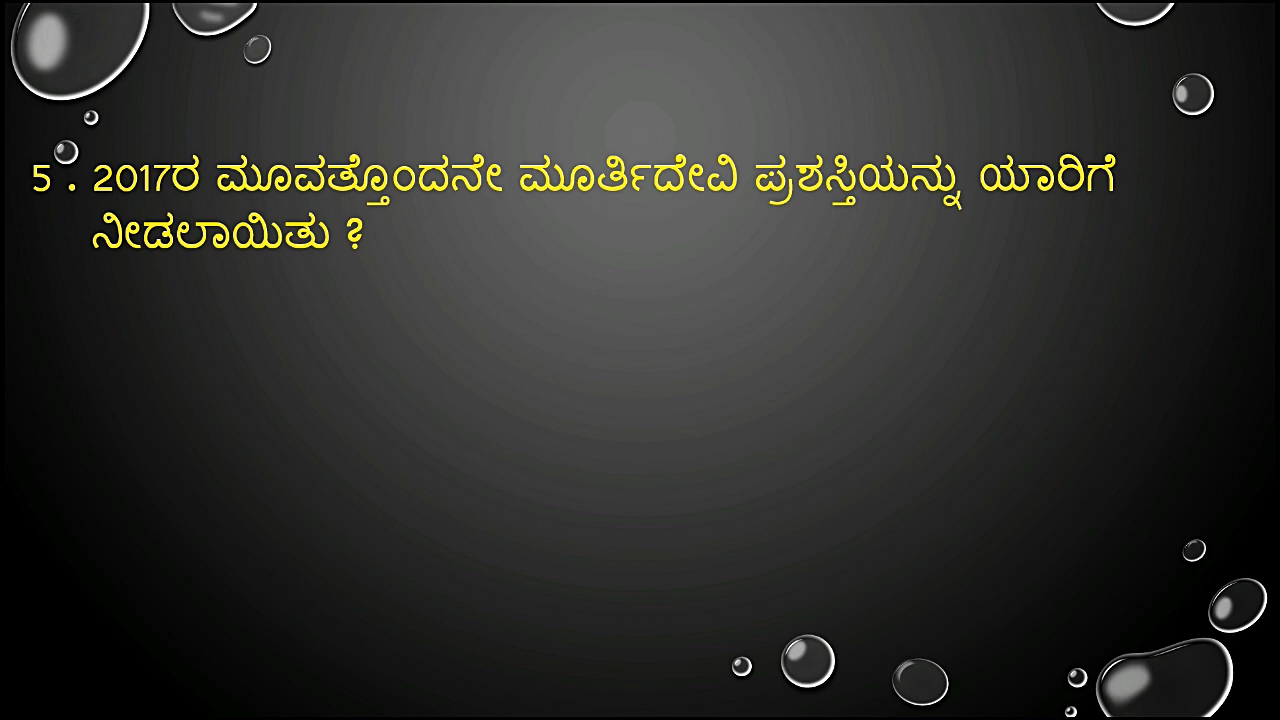 5 . 2017ರ ಮೂವತ್ತೊಂದನೇ ಮೂರ್ತಿದೇವಿ ಪ್ರಶಸ್ತಿಯನ್ನು ಯಾರಿಗೆ
ನೀಡಲಾಯಿತು ?